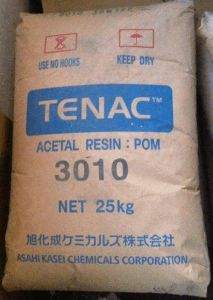 USE NO HOOKS
KEEP DRY
TENAC™
ACETAL RESIN : POM
3010
NET 25kg
旭化成ケミカルズ株式会社
ASAHI KASEI CHEMICALS CORPORATION